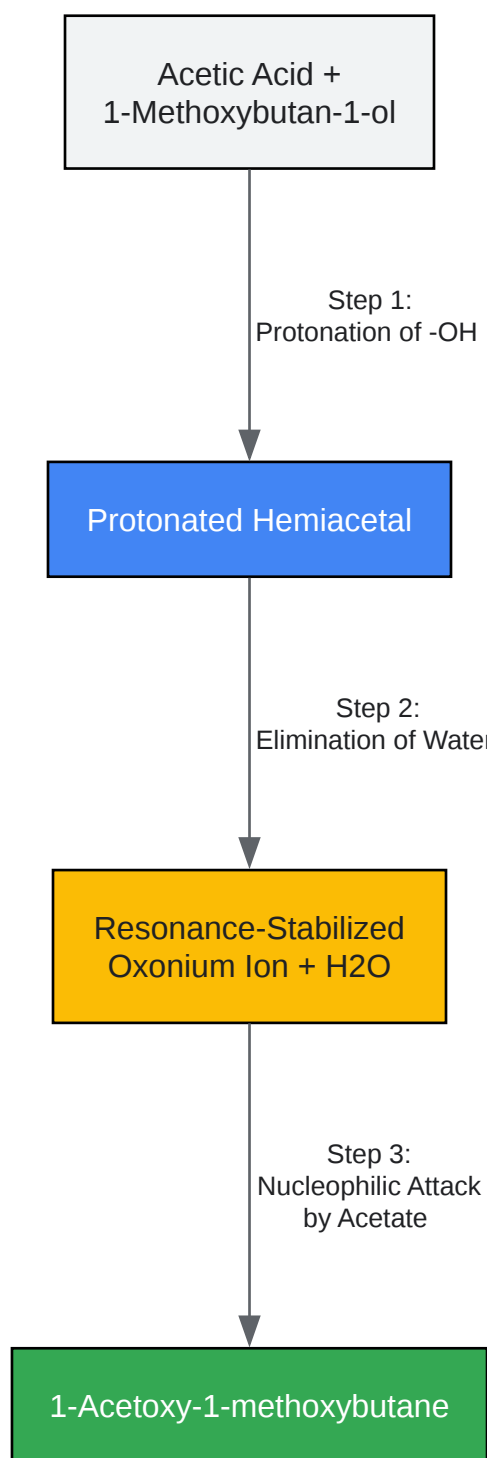 Acetic Acid +
1-Methoxybutan-1-ol
Step 1:
Protonation of -OH
Protonated Hemiacetal
Step 2:
Elimination of Water
Resonance-Stabilized
Oxonium Ion + H2O
Step 3:
Nucleophilic Attack
by Acetate
1-Acetoxy-1-methoxybutane